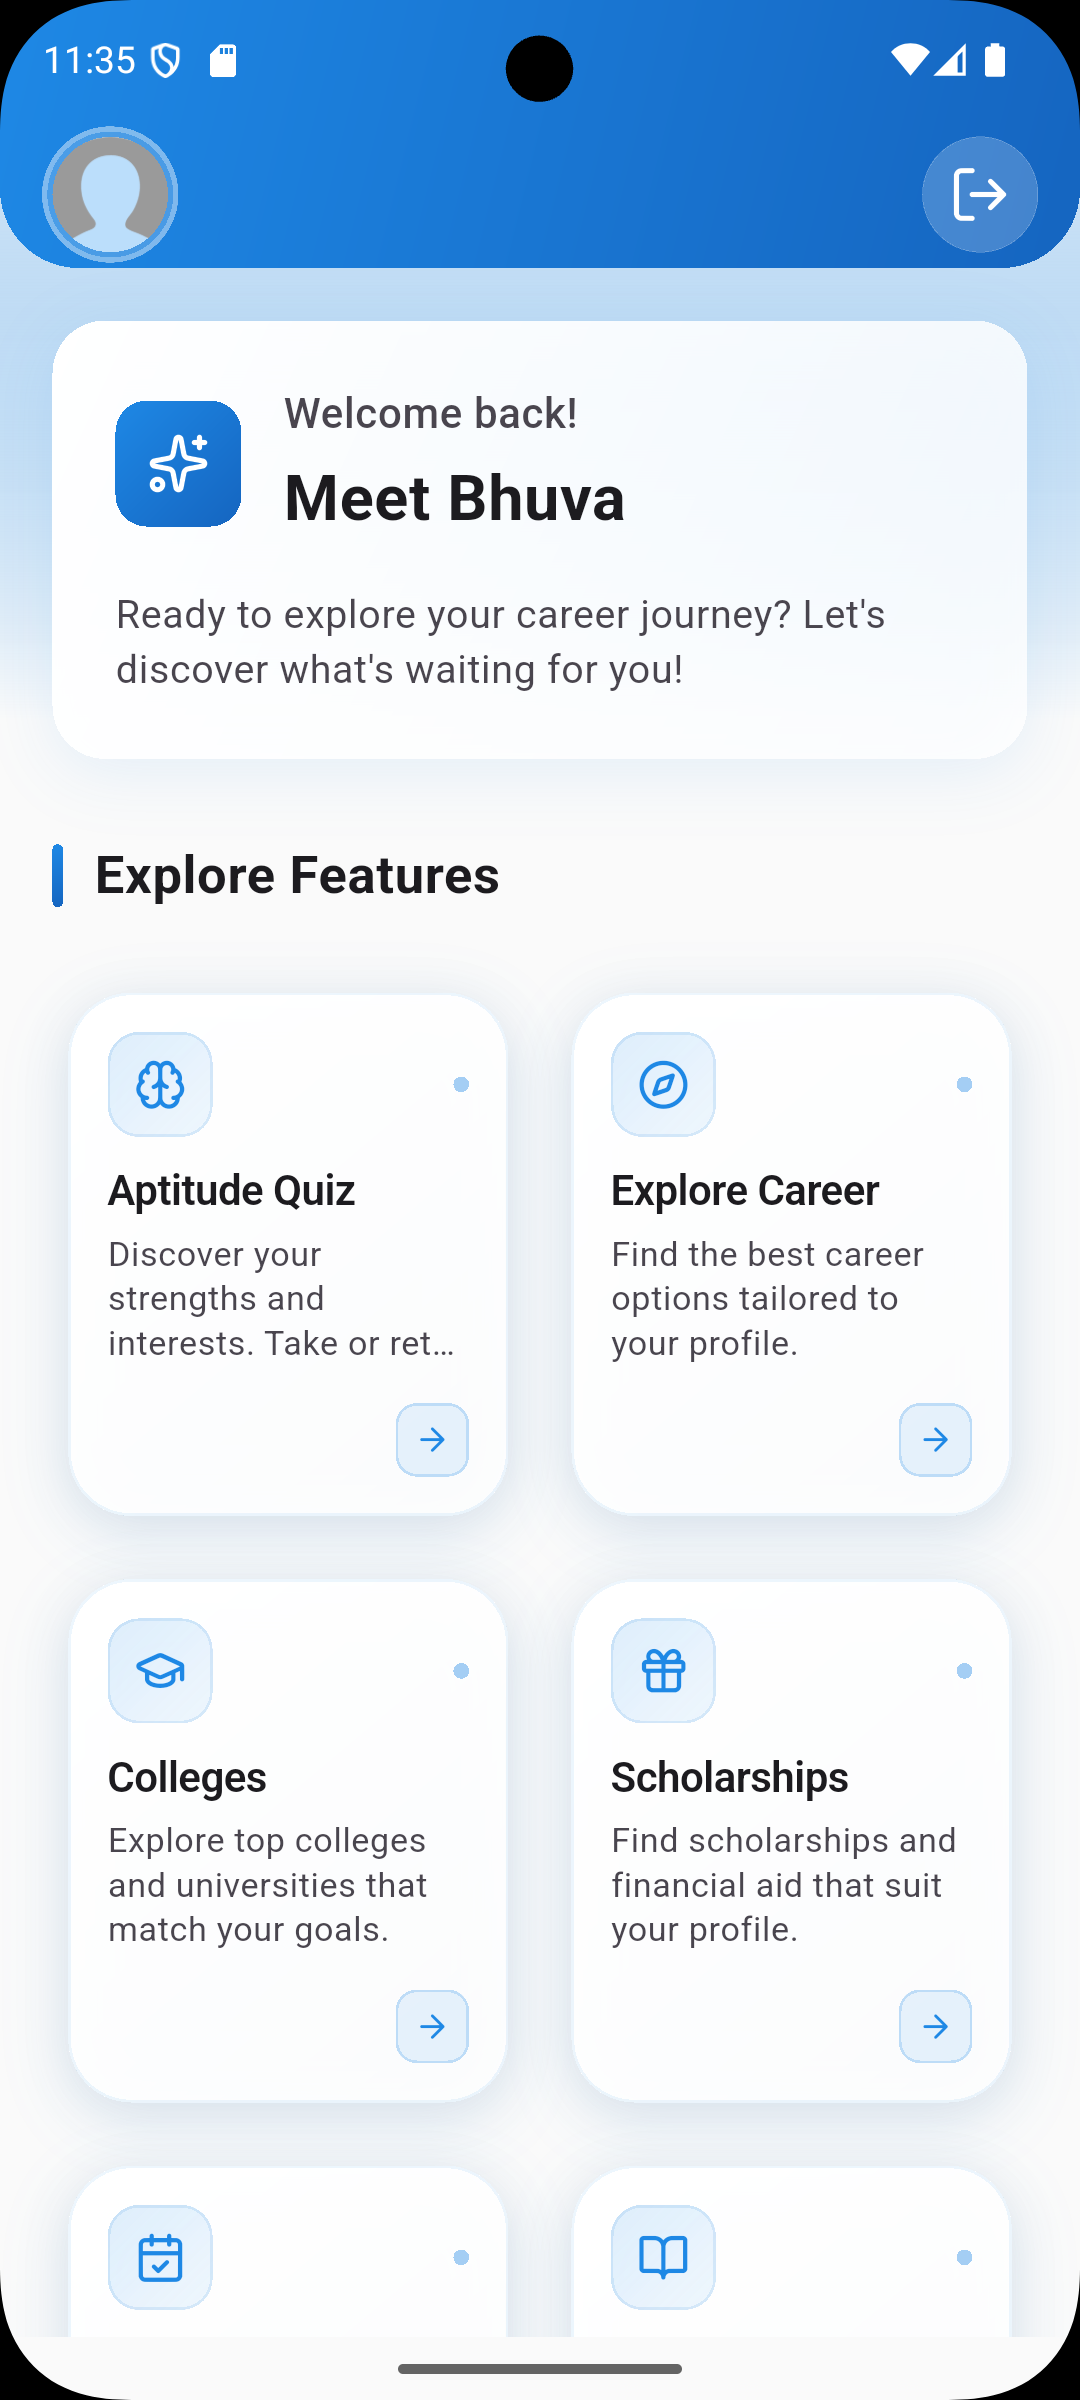 11:35
Welcome back!
Meet Bhuva
Ready to explore your career journey? Let's
discover what's waiting for you!
Explore Features
Aptitude Quiz
Discover your
strengths and
interests. Take or ret…
Explore Career
Find the best career
options tailored to
your profile.
Colleges
Explore top colleges
and universities that
match your goals.
Scholarships
Find scholarships and
financial aid that suit
your profile.